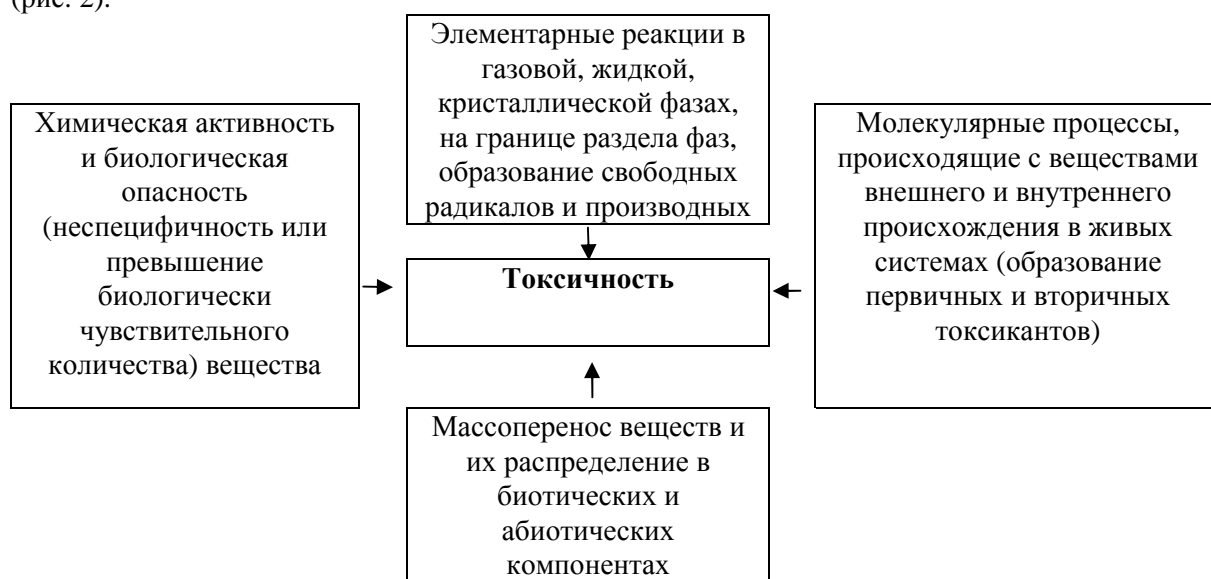 (рис. 2).
Элементарные реакции в
газовой, жидкой,
кристаллической фазах,
на границе раздела фаз,
образование свободных
радикалов и производных
Химическая активность
и биологическая
опасность
(неспецифичность или
превышение
биологически
чувствительного
количества) вещества
Токсичность
Молекулярные процессы,
происходящие с веществами
внешнего и внутреннего
происхождения в живых
системах (образование
первичных и вторичных
токсикантов)
Массоперенос веществ и
их распределение в
биотических и
абиотических
компонентах